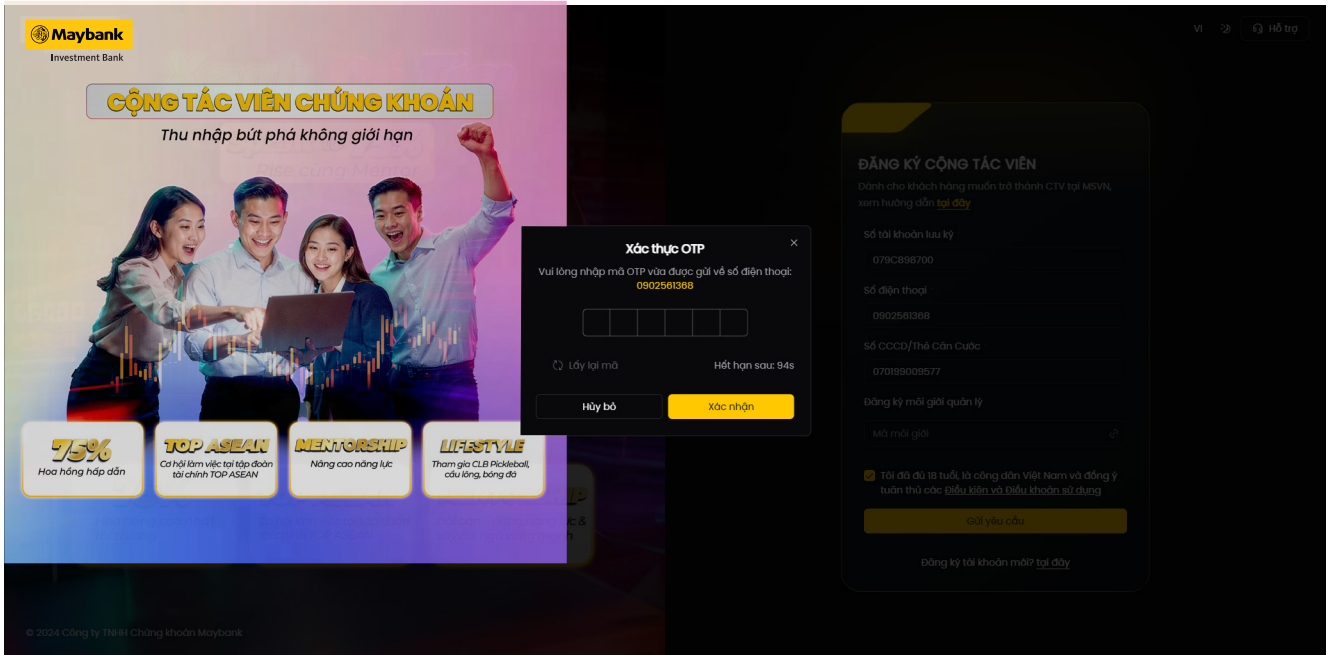 Maybank
Investment Bank
CỘNG TÁC VIÊN CHỨNG KHOÁN
Thu nhập bứt phá không giới hạn
75%
Hoa hồng hấp dẫn
TOP ASEAN
Cơ hội làm việc tại tập đoàn
tài chính TOP ASEAN
MENTORSHIP
Nâng cao năng lực
LIFESTYLE
Tham gia CLB Pickleball,
cầu lông, bóng đá
© 2024 Công ty TNHH Chứng khoán Maybank
Xác thực OTP
Vui lòng nhập mã OTP vừa được gửi về số điện thoại:
0902561368
Lấy lại mã
Hết hạn sau: 94s
Hủy bỏ
Xác nhận
VI
Hỗ trợ
ĐĂNG KÝ CỘNG TÁC VIÊN
Dành cho khách hàng muốn trở thành CTV tại MSVN,
xem hướng dẫn tại đây
Số tài khoản lưu ký
079C898700
Số điện thoại
0902561368
Số CCCD/Thẻ Căn Cước
070199009577
Đăng ký môi giới quản lý
Mã môi giới
Tôi đã đủ 18 tuổi, là công dân Việt Nam và đồng ý
tuân thủ các Điều kiện và Điều khoản sử dụng
Gửi yêu cầu
Đăng ký tài khoản mới? tại đây